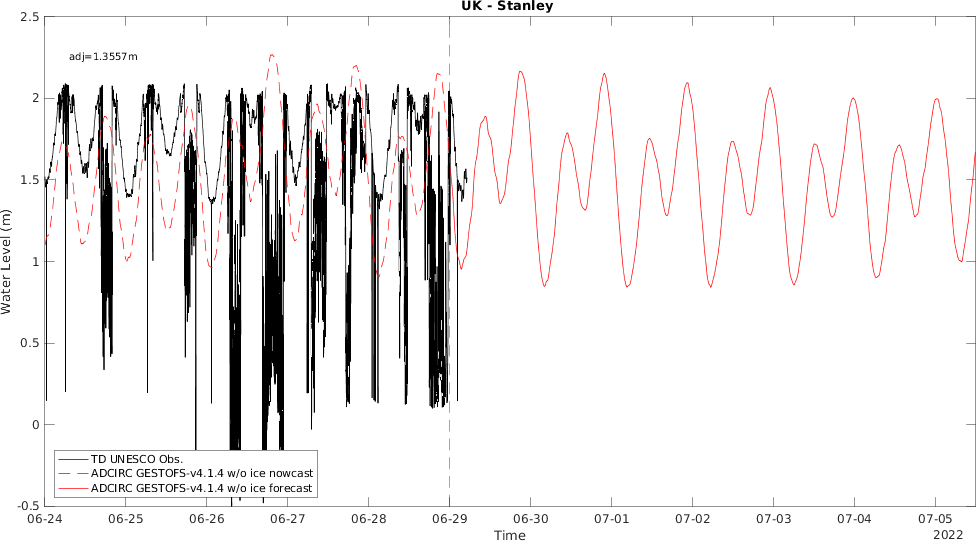 UK - Stanley
adj=1.3557m
2.5
2
1.5
1
0.5
0
-0.5
Water Level (m)
TD UNESCO Obs.
ADCIRC GESTOFS-v4.1.4 w/o ice nowcast
ADCIRC GESTOFS-v4.1.4 w/o ice forecast
06-24 06-25 06-26 06-27 06-28 06-29 06-30 07-01 07-02 07-03 07-04 07-05
Time
2022